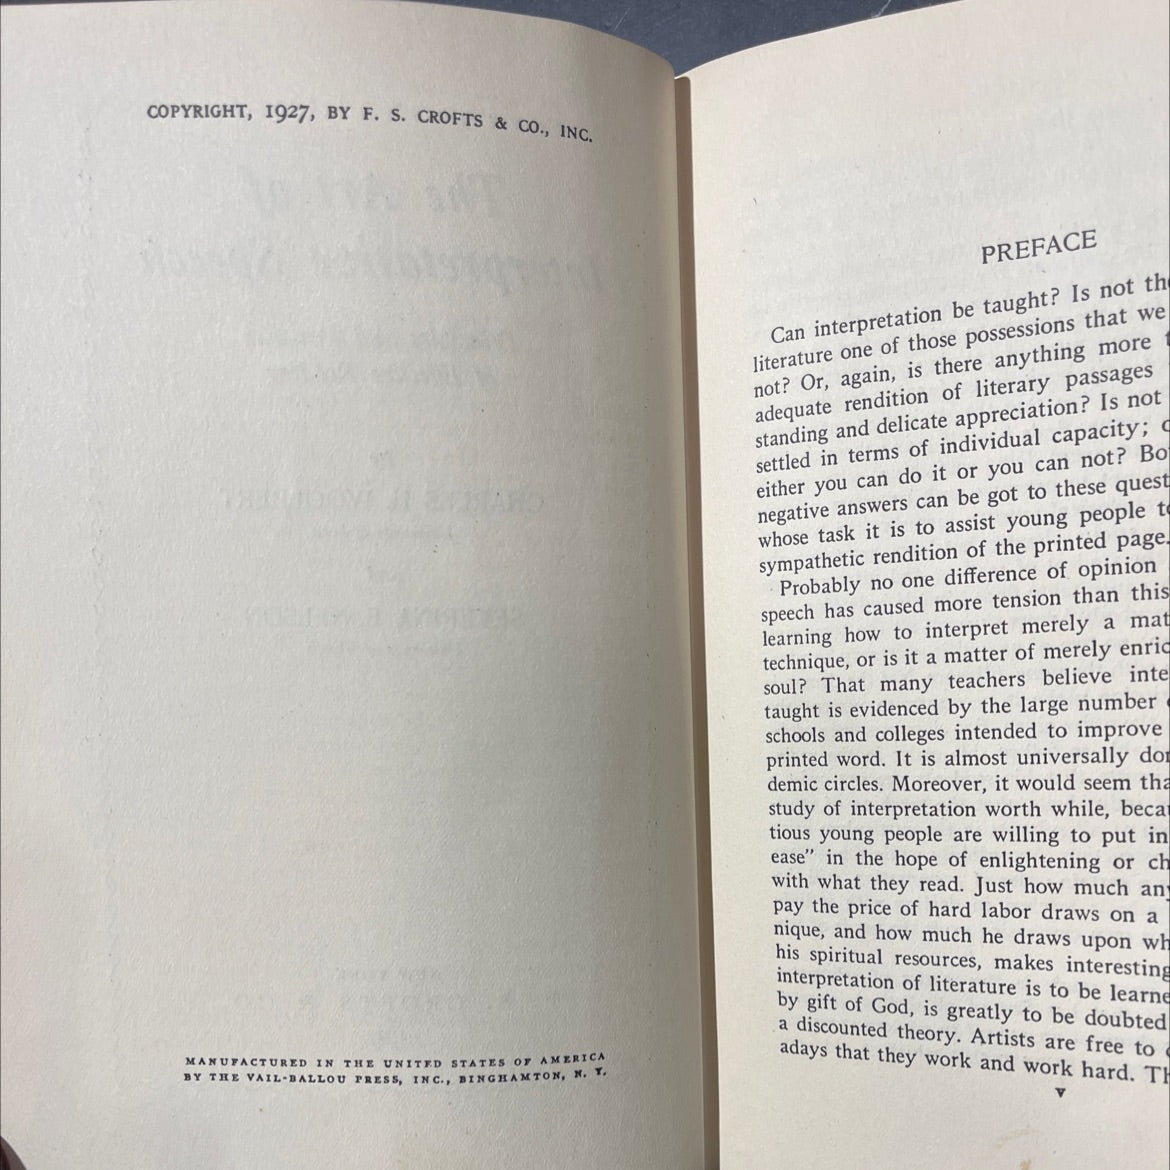 COPYRIGHT, 1927, BY F. S. CROFTS & CO., INC.
MANUFACTURED IN THE UNITED STATES OF AMERICA
BY THE VAIL-BALLOU PRESS, INC., BINGHAMTON, N. Y.
PREFACE
Can interpretation be taught? Is not the
literature one of those possessions that we
not? Or, again, is there anything more
adequate rendition of literary passages
standing and delicate appreciation? Is not
settled in terms of individual capacity;
either you can do it or you can not? Bo
negative answers can be got to these quest
whose task it is to assist young people to
sympathetic rendition of the printed page.
Probably no one difference of opinion
speech has caused more tension than this
learning how to interpret merely a mat
technique, or is it a matter of merely enric
soul? That many teachers believe inte
taught is evidenced by the large number
schools and colleges intended to improve
printed word. It is almost universally don
demic circles. Moreover, it would seem tha
study of interpretation worth while, becau
tious young people are willing to put in
ease" in the hope of enlightening or ch
with what they read. Just how much any
pay the price of hard labor draws on a
nique, and how much he draws upon wh
his spiritual resources, makes interesting
interpretation of literature is to be learne
by gift of God, is greatly to be doubted
a discounted theory. Artists are free to
adays that they work and work hard. Th
v